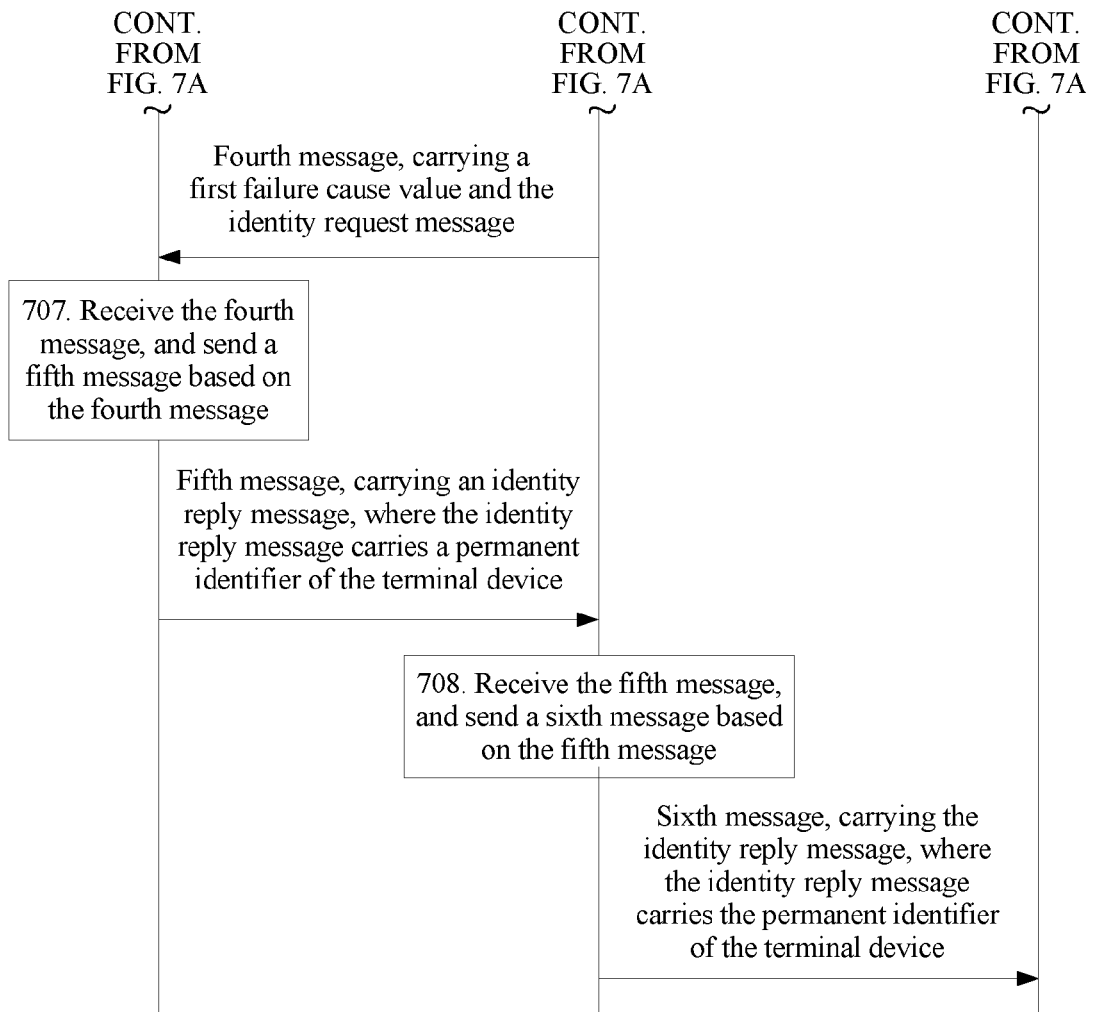 CONT.
FROM
FIG. 7A
CONT.
FROM
FIG. 7A
CONT.
FROM
FIG. 7A
Fourth message, carrying a
first failure cause value and the
identity request message
707. Receive the fourth
message, and send a
fifth message based on
the fourth message
Fifth message, carrying an identity
reply message, where the identity
reply message carries a permanent
identifier of the terminal device
708. Receive the fifth message,
and send a sixth message based
on the fifth message
Sixth message, carrying the
identity reply message, where
the identity reply message
carries the permanent identifier
of the terminal device